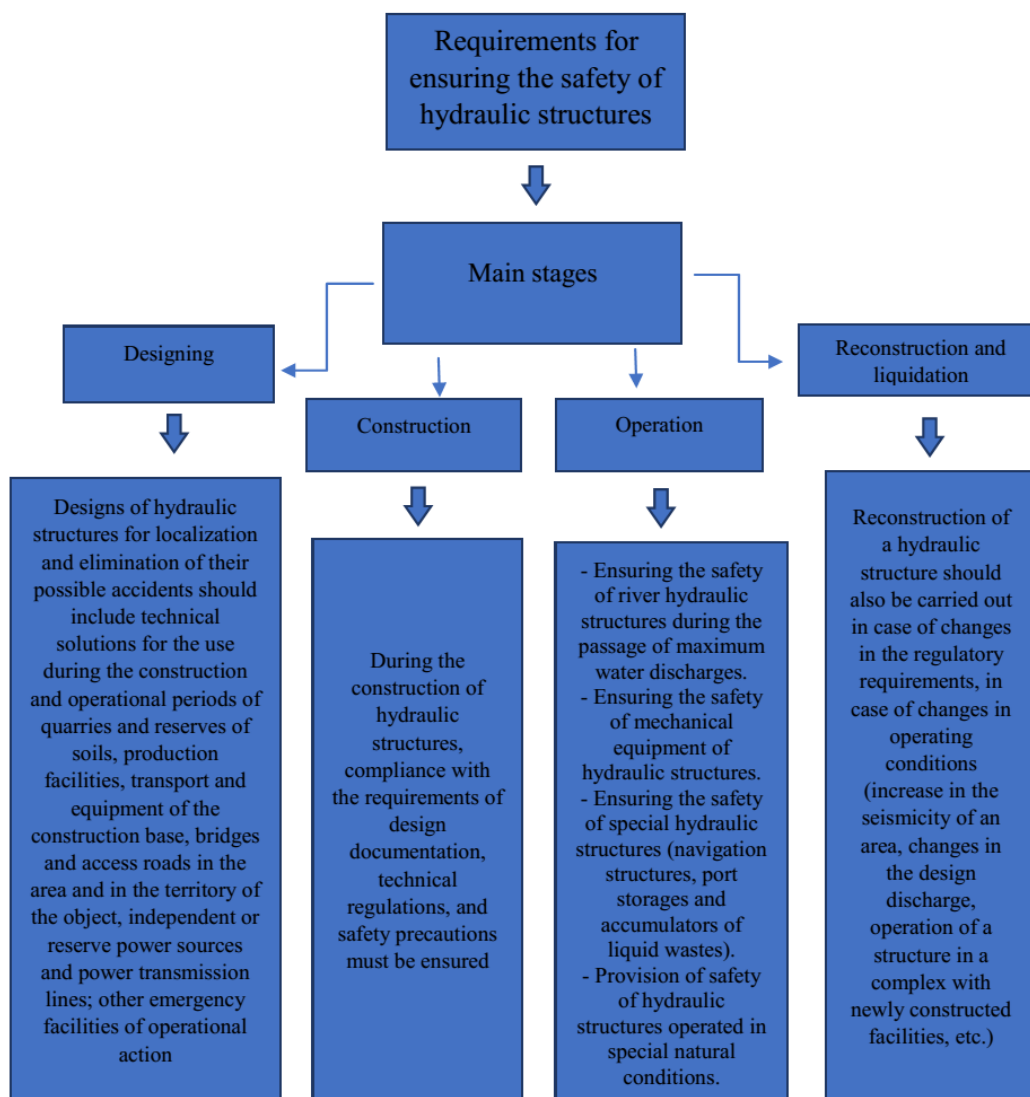 Requirements for
ensuring the safety of
hydraulic structures
Main stages
Designing
Construction
Operation
Reconstruction and
liquidation
Designs of hydraulic
structures for localization
and elimination of their
possible accidents should
include technical
solutions for the use
during the construction
and operational periods of
quarries and reserves of
soils, production
facilities, transport and
equipment of the
construction base, bridges
and access roads in the
area and in the territory of
the object, independent or
reserve power sources
and power transmission
lines; other emergency
facilities of operational
action
During the
construction of
hydraulic
structures,
compliance with
the requirements of
design
documentation,
technical
regulations, and
safety precautions
must be ensured
- Ensuring the safety
of river hydraulic
structures during the
passage of maximum
water discharges.
- Ensuring the safety
of mechanical
equipment of
hydraulic structures.
- Ensuring the safety
of special hydraulic
structures (navigation
structures, port
storages and
accumulators of
liquid wastes).
- Provision of safety
of hydraulic
structures operated in
special natural
conditions.
Reconstruction of
a hydraulic
structure should
also be carried out
in case of changes
in the regulatory
requirements, in
case of changes in
operating
conditions
(increase in the
seismicity of an
area, changes in
the design
discharge,
operation of a
structure in a
complex with
newly constructed
facilities, etc.)